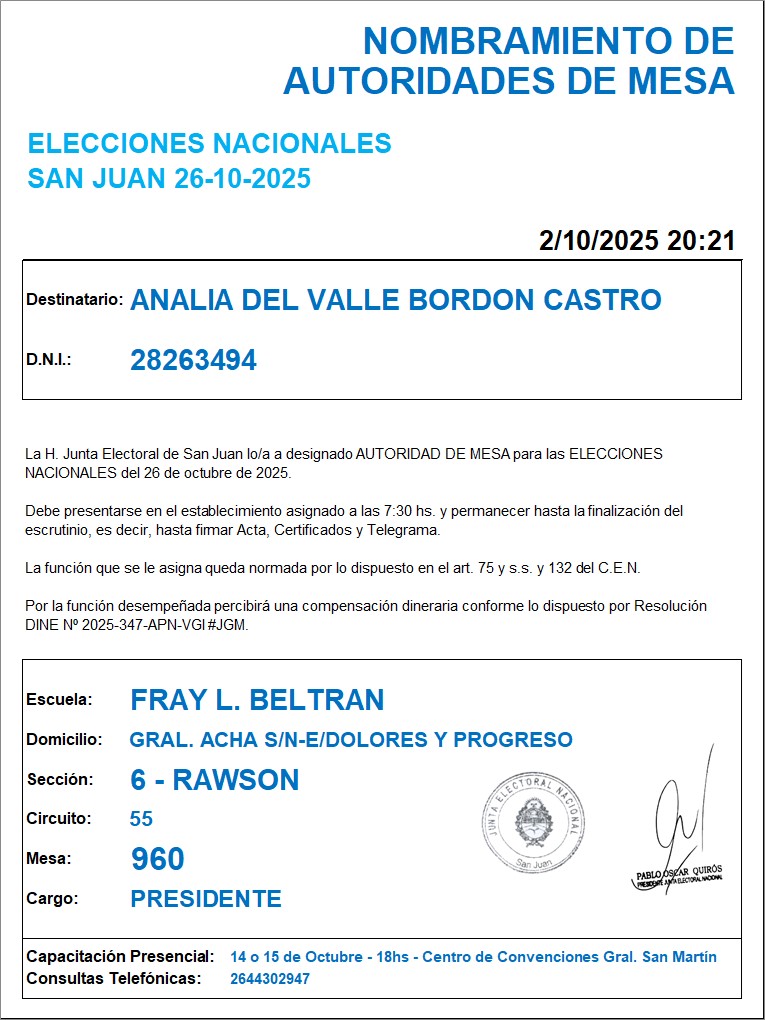 NOMBRAMIENTO DE
AUTORIDADES DE MESA
ELECCIONES NACIONALES
SAN JUAN 26-10-2025
2/10/2025 20:21
Destinatario: ANALIA DEL VALLE BORDON CASTRO
D.N.I.: 28263494
La H. Junta Electoral de San Juan lo/a a designado AUTORIDAD DE MESA para las ELECCIONES
NACIONALES del 26 de octubre de 2025.
Debe presentarse en el establecimiento asignado a las 7:30 hs. y permanecer hasta la finalización del
escrutinio, es decir, hasta firmar Acta, Certificados y Telegrama.
La función que se le asigna queda normada por lo dispuesto en el art. 75 y s.s. y 132 del C.E.N.
Por la función desempeñada percibirá una compensación dineraria conforme lo dispuesto por Resolución
DINE Nº 2025-347-APN-VGI#JGM.
Escuela: FRAY L. BELTRAN
Domicilio: GRAL. ACHA S/N-E/DOLORES Y PROGRESO
Sección: 6 - RAWSON
Circuito: 55
Mesa: 960
Cargo: PRESIDENTE
JUNTA ELECTORAL NACIONAL
San Juan
PABLO OSCAR QUIRÓS
PRESIDENTE JUNTA ELECTORAL NACIONAL
Capacitación Presencial: 14 o 15 de Octubre - 18hs - Centro de Convenciones Gral. San Martín
Consultas Telefónicas: 2644302947